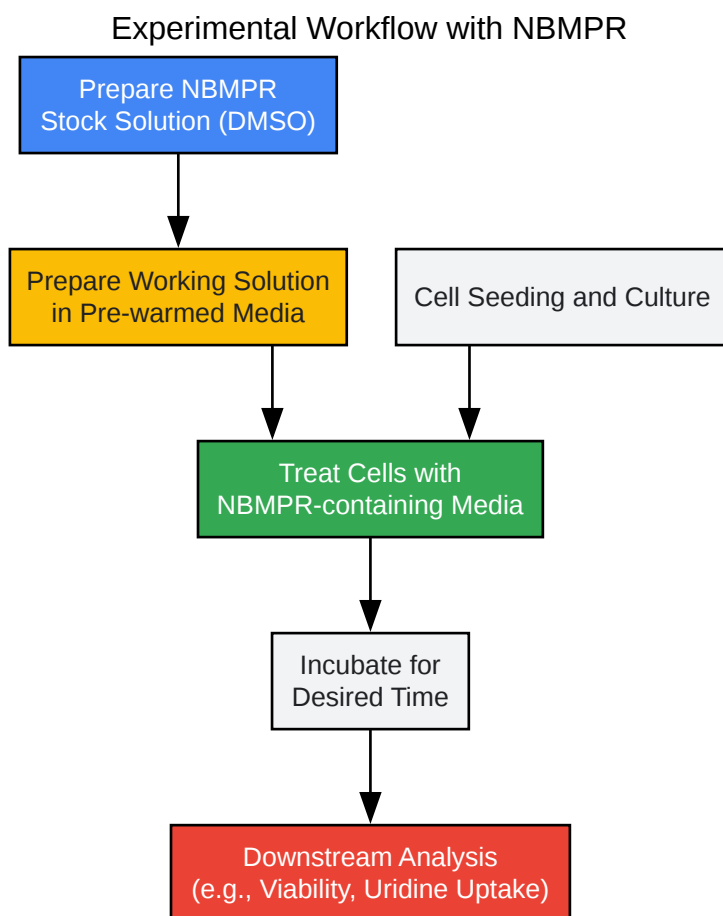 Experimental Workflow with NBMPR
Prepare NBMPR
Stock Solution (DMSO)
Prepare Working Solution
in Pre-warmed Media
Cell Seeding and Culture
Treat Cells with
NBMPR-containing Media
Incubate for
Desired Time
Downstream Analysis
(e.g., Viability, Uridine Uptake)